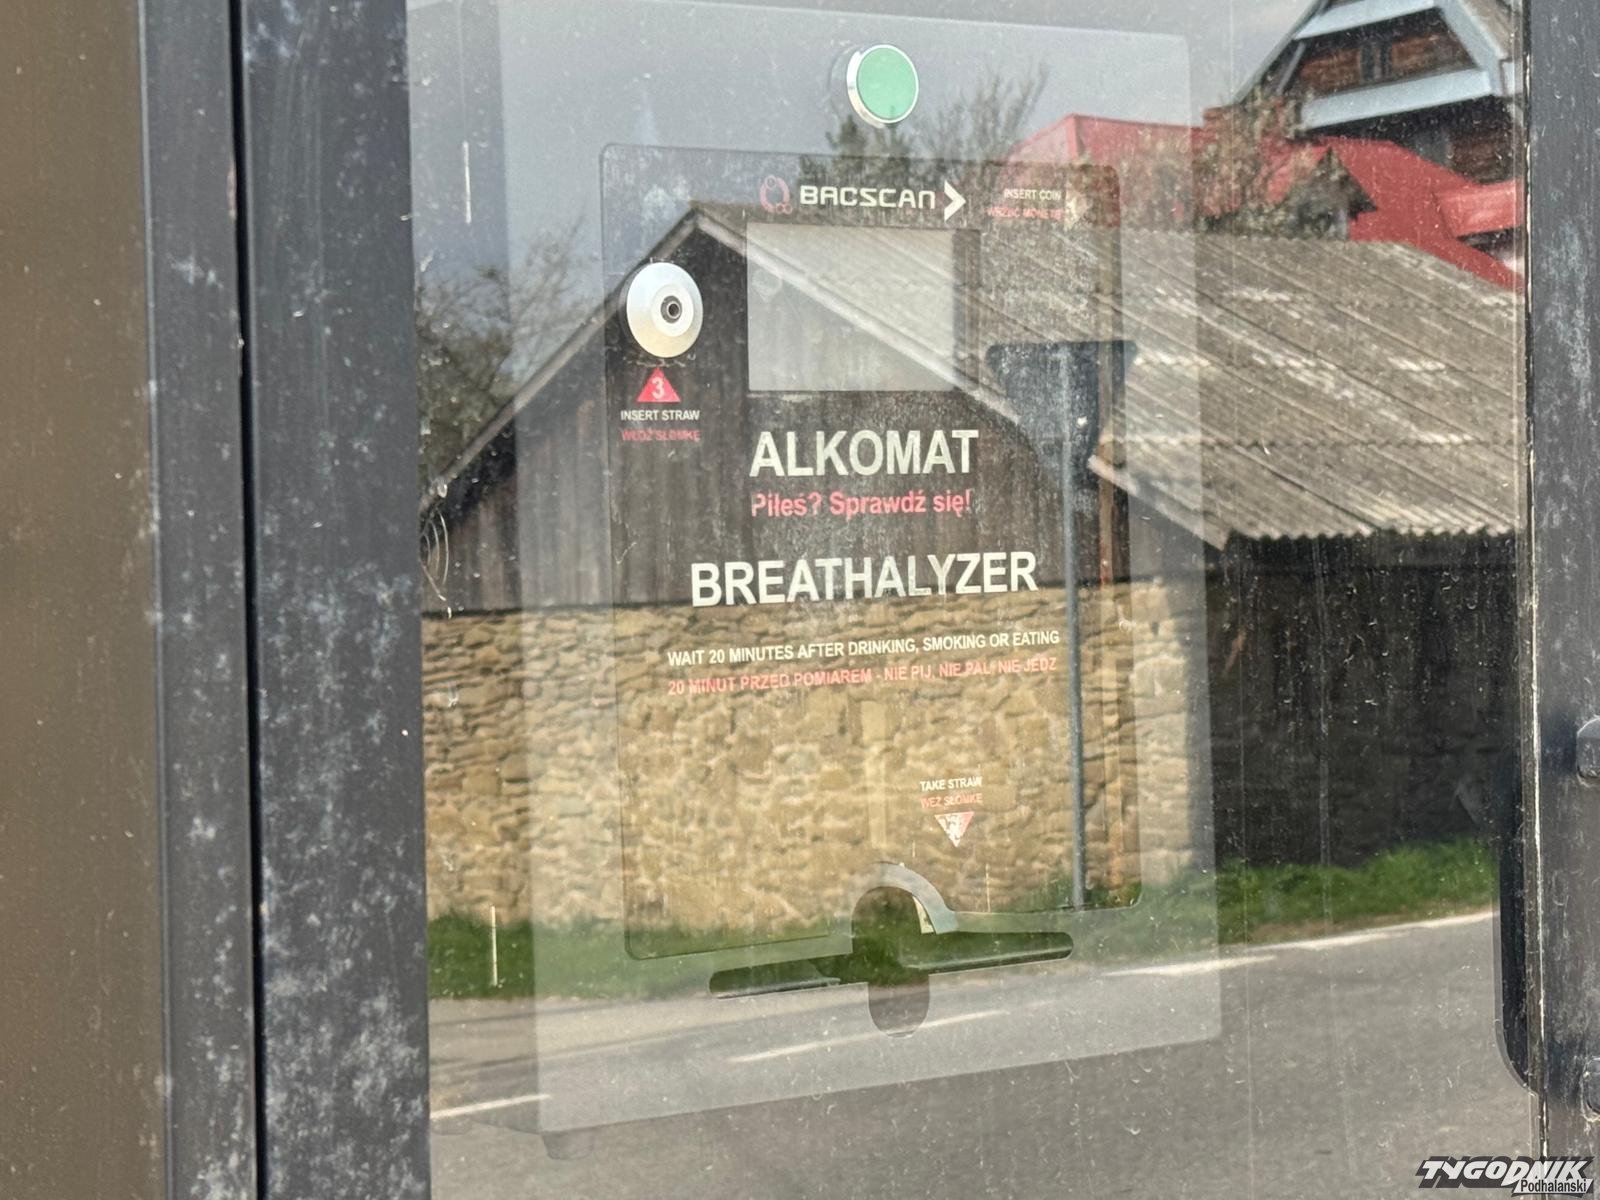 BACSCAN
INSERT COIN
WRZUĆ MONETĘ
3
INSERT STRAW
WŁÓŻ SŁOMKĘ
ALKOMAT
Piłeś? Sprawdź się!
BREATHALYZER
WAIT 20 MINUTES AFTER DRINKING, SMOKING OR EATING
20 MINUT PRZED POMIAREM - NIE PIJ, NIE PAL, NIE JEDZ
TAKE STRAW
WEŹ SŁOMKĘ
TYGODNIK
Podhalański